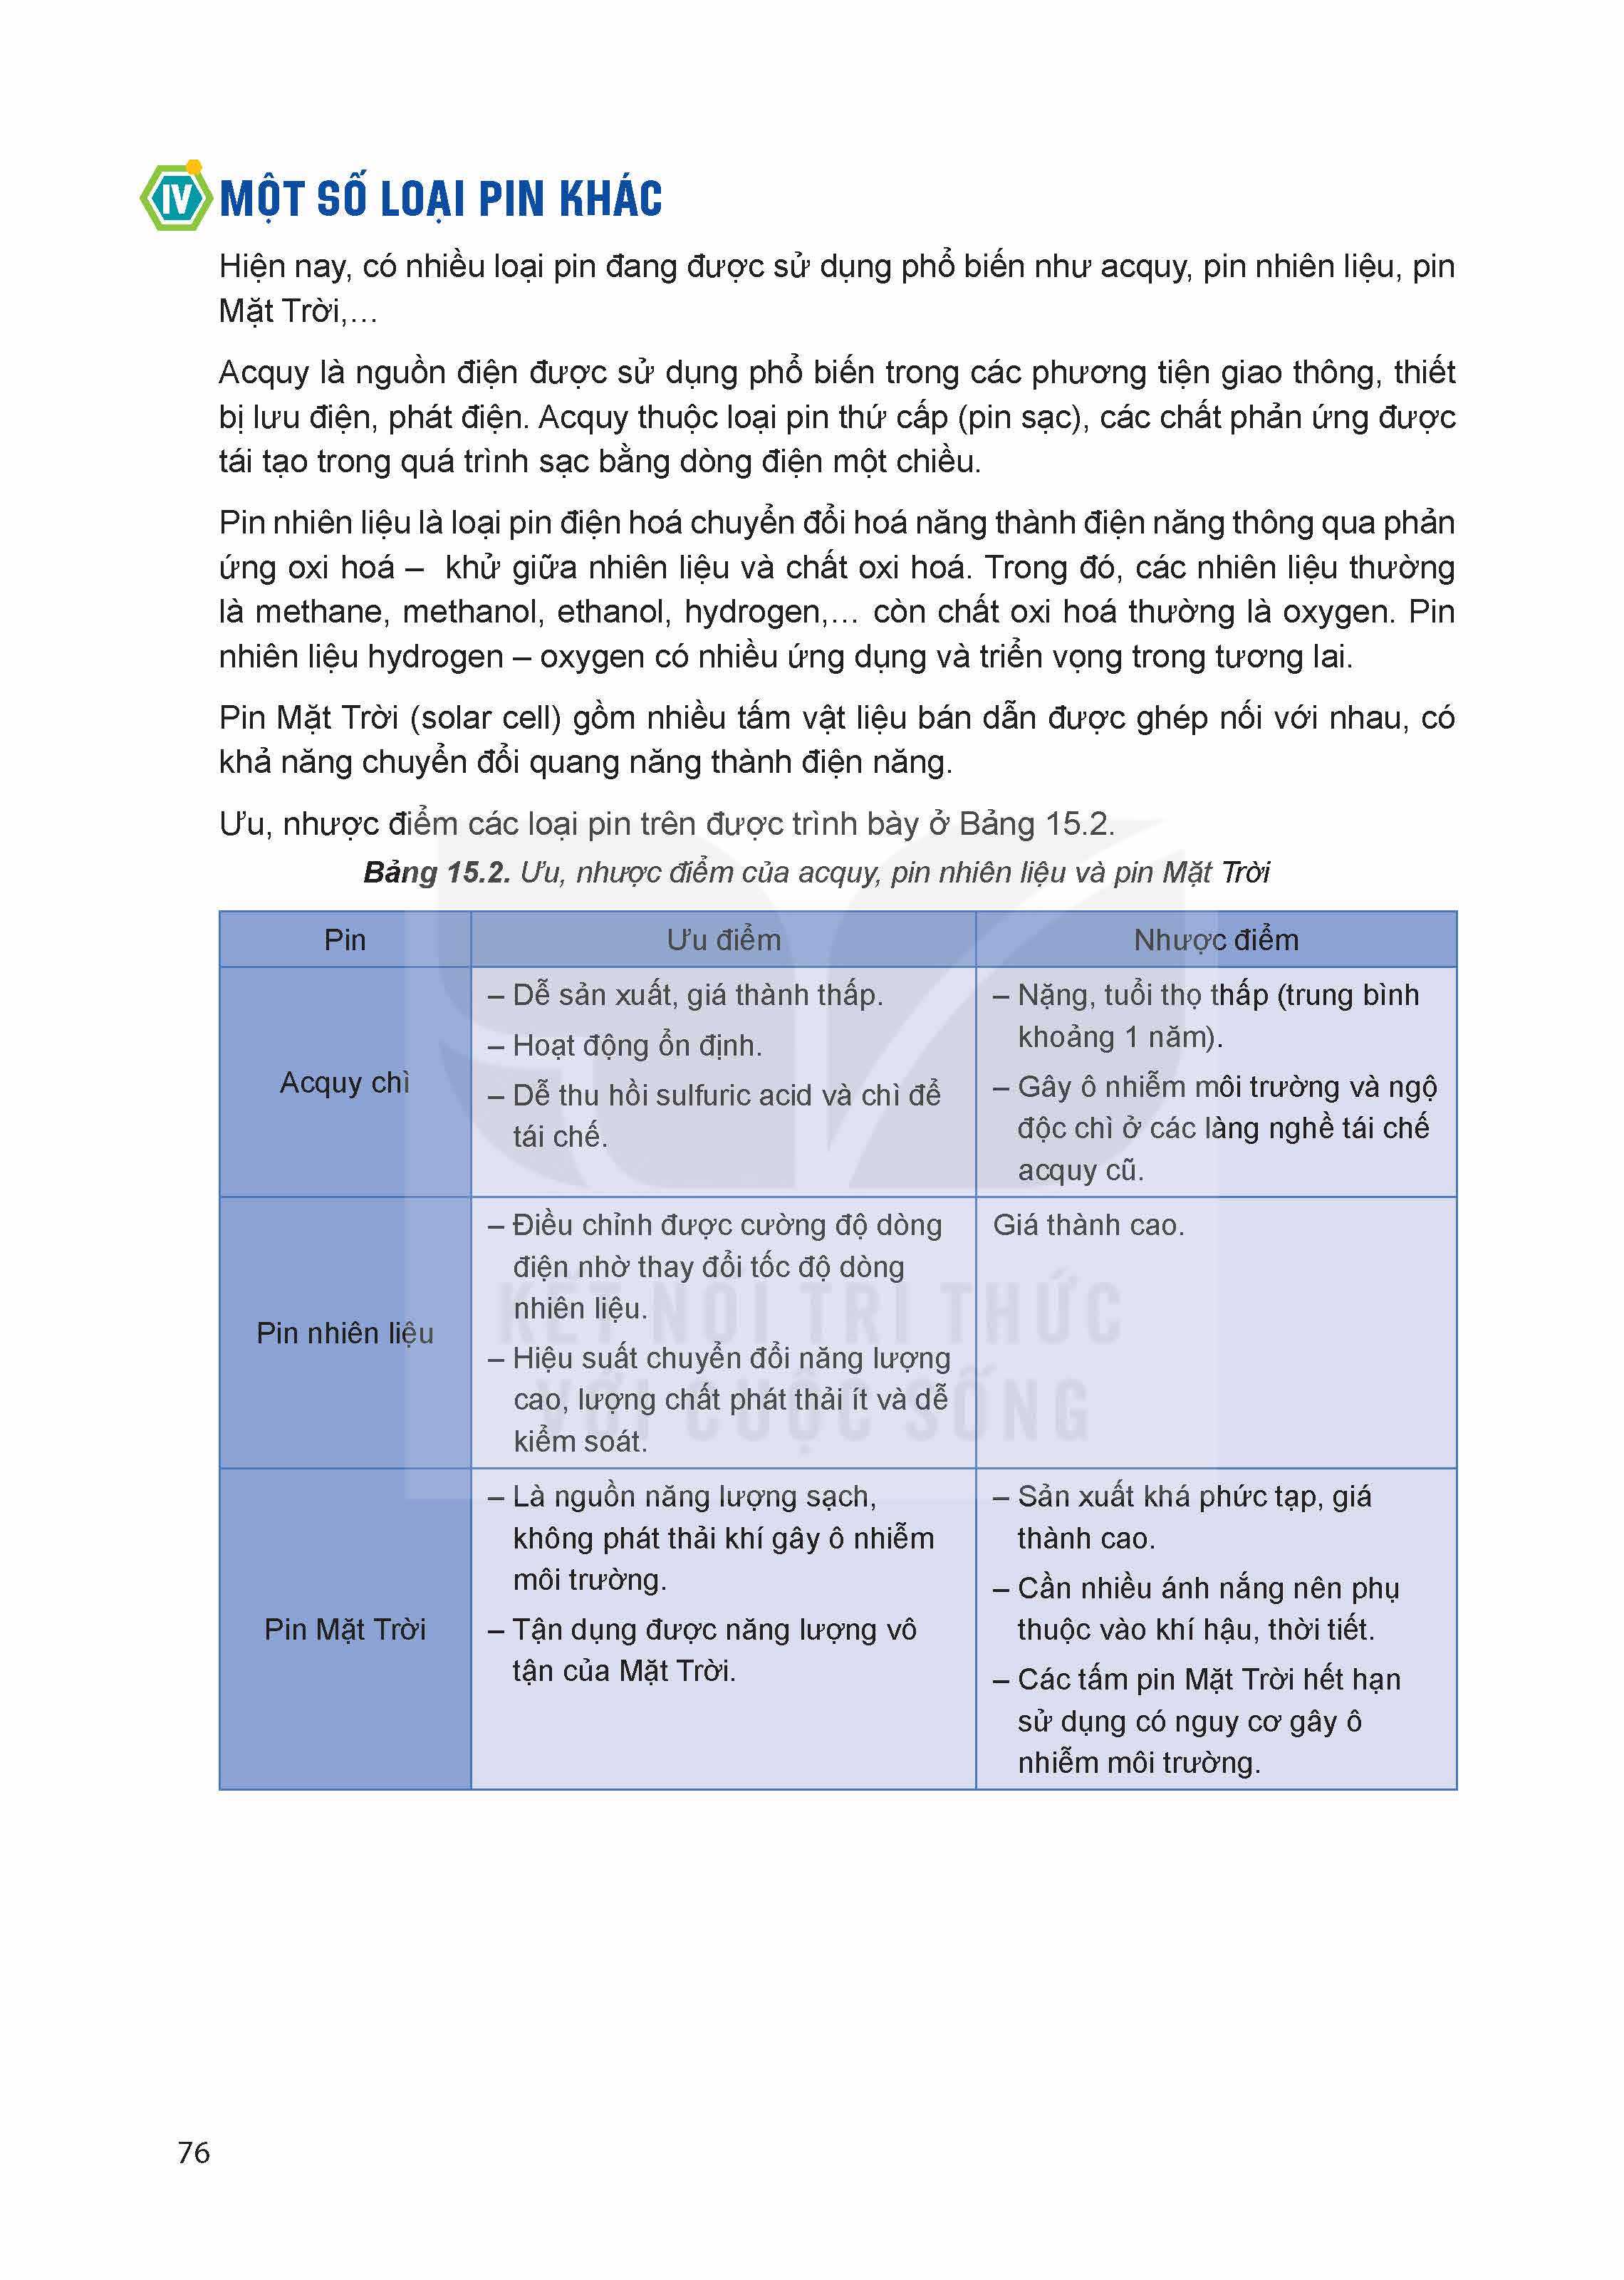 IV MỘT SỐ LOẠI PIN KHÁC
Hiện nay, có nhiều loại pin đang được sử dụng phổ biến như acquy, pin nhiên liệu, pin
Mặt Trời,…
Acquy là nguồn điện được sử dụng phổ biến trong các phương tiện giao thông, thiết
bị lưu điện, phát điện. Acquy thuộc loại pin thứ cấp (pin sạc), các chất phản ứng được
tái tạo trong quá trình sạc bằng dòng điện một chiều.
Pin nhiên liệu là loại pin điện hoá chuyển đổi hoá năng thành điện năng thông qua phản
ứng oxi hoá – khử giữa nhiên liệu và chất oxi hoá. Trong đó, các nhiên liệu thường
là methane, methanol, ethanol, hydrogen,… còn chất oxi hoá thường là oxygen. Pin
nhiên liệu hydrogen – oxygen có nhiều ứng dụng và triển vọng trong tương lai.
Pin Mặt Trời (solar cell) gồm nhiều tấm vật liệu bán dẫn được ghép nối với nhau, có
khả năng chuyển đổi quang năng thành điện năng.
Ưu, nhược điểm các loại pin trên được trình bày ở Bảng 15.2.
Bảng 15.2. Ưu, nhược điểm của acquy, pin nhiên liệu và pin Mặt Trời
Pin
Ưu điểm
Nhược điểm
Acquy chì
– Dễ sản xuất, giá thành thấp.
– Hoạt động ổn định.
– Dễ thu hồi sulfuric acid và chì để
tái chế.
– Nặng, tuổi thọ thấp (trung bình
khoảng 1 năm).
– Gây ô nhiễm môi trường và ngộ
độc chì ở các làng nghề tái chế
acquy cũ.
Pin nhiên liệu
– Điều chỉnh được cường độ dòng
điện nhờ thay đổi tốc độ dòng
nhiên liệu.
– Hiệu suất chuyển đổi năng lượng
cao, lượng chất phát thải ít và dễ
kiểm soát.
Giá thành cao.
Pin Mặt Trời
– Là nguồn năng lượng sạch,
không phát thải khí gây ô nhiễm
môi trường.
– Tận dụng được năng lượng vô
tận của Mặt Trời.
– Sản xuất khá phức tạp, giá
thành cao.
– Cần nhiều ánh nắng nên phụ
thuộc vào khí hậu, thời tiết.
– Các tấm pin Mặt Trời hết hạn
sử dụng có nguy cơ gây ô
nhiễm môi trường.
KẾT NỐI TRI THỨC
VỚI CUỘC SỐNG
76